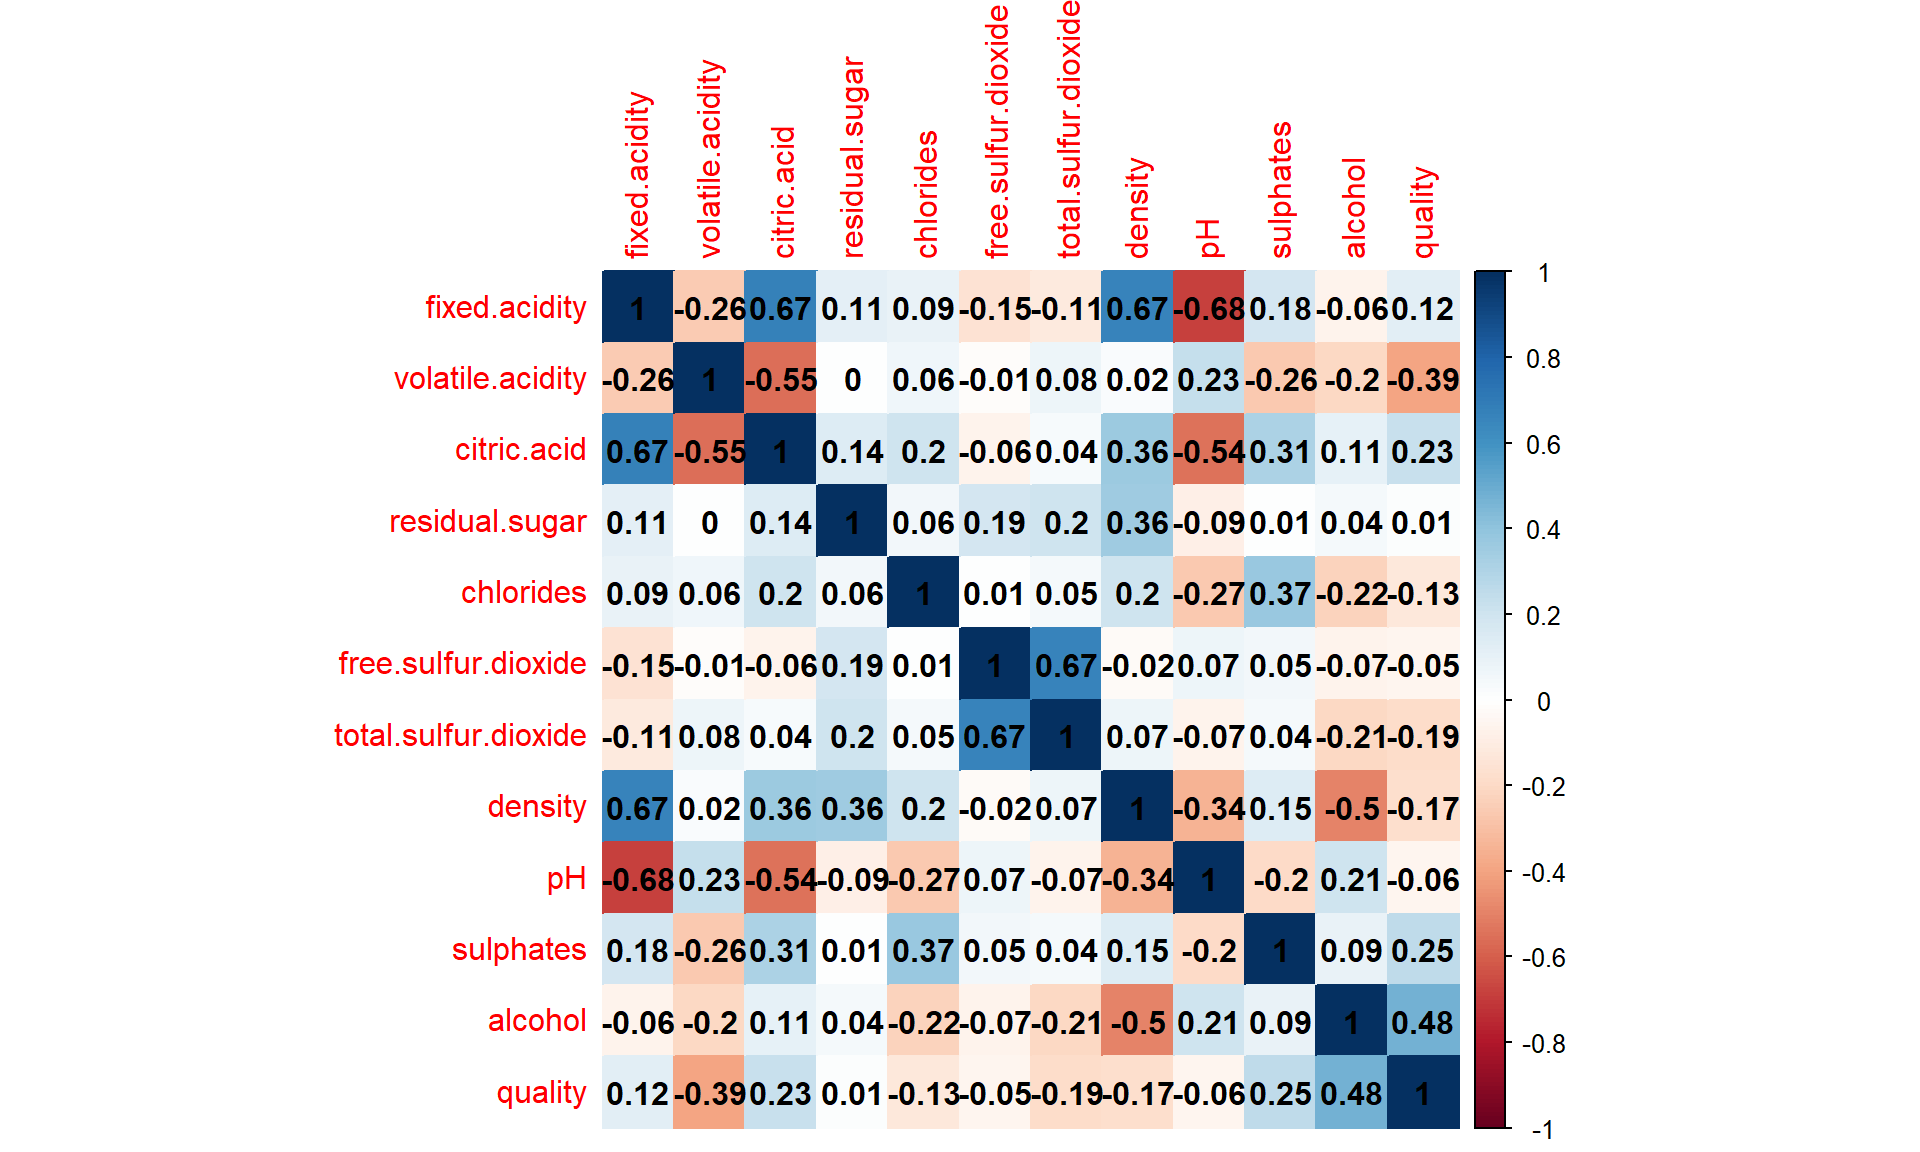 fixed.acidity volatile.acidity citric.acid residual.sugar chlorides free.sulfur.dioxide total.sulfur.dioxide density pH sulphates alcohol quality
fixed.acidity 1 -0.26 0.67 0.11 0.09 -0.15 -0.11 0.67 -0.68 0.18 -0.06 0.12
volatile.acidity -0.26 1 -0.55 0 0.06 -0.01 0.08 0.02 0.23 -0.26 -0.2 -0.39
citric.acid 0.67 -0.55 1 0.14 0.2 -0.06 0.04 0.36 -0.54 0.31 0.11 0.23
residual.sugar 0.11 0 0.14 1 0.06 0.19 0.2 0.36 -0.09 0.01 0.04 0.01
chlorides 0.09 0.06 0.2 0.06 1 0.01 0.05 0.2 -0.27 0.37 -0.22 -0.13
free.sulfur.dioxide -0.15 -0.01 -0.06 0.19 0.01 1 0.67 -0.02 0.07 0.05 -0.07 -0.05
total.sulfur.dioxide -0.11 0.08 0.04 0.2 0.05 0.67 1 0.07 -0.07 0.04 -0.21 -0.19
density 0.67 0.02 0.36 0.36 0.2 -0.02 0.07 1 -0.34 0.15 -0.5 -0.17
pH -0.68 0.23 -0.54 -0.09 -0.27 0.07 -0.07 -0.34 1 -0.2 0.21 -0.06
sulphates 0.18 -0.26 0.31 0.01 0.37 0.05 0.04 0.15 -0.2 1 0.09 0.25
alcohol -0.06 -0.2 0.11 0.04 -0.22 -0.07 -0.21 -0.5 0.21 0.09 1 0.48
quality 0.12 -0.39 0.23 0.01 -0.13 -0.05 -0.19 -0.17 -0.06 0.25 0.48 1
1
0.8
0.6
0.4
0.2
0
-0.2
-0.4
-0.6
-0.8
-1